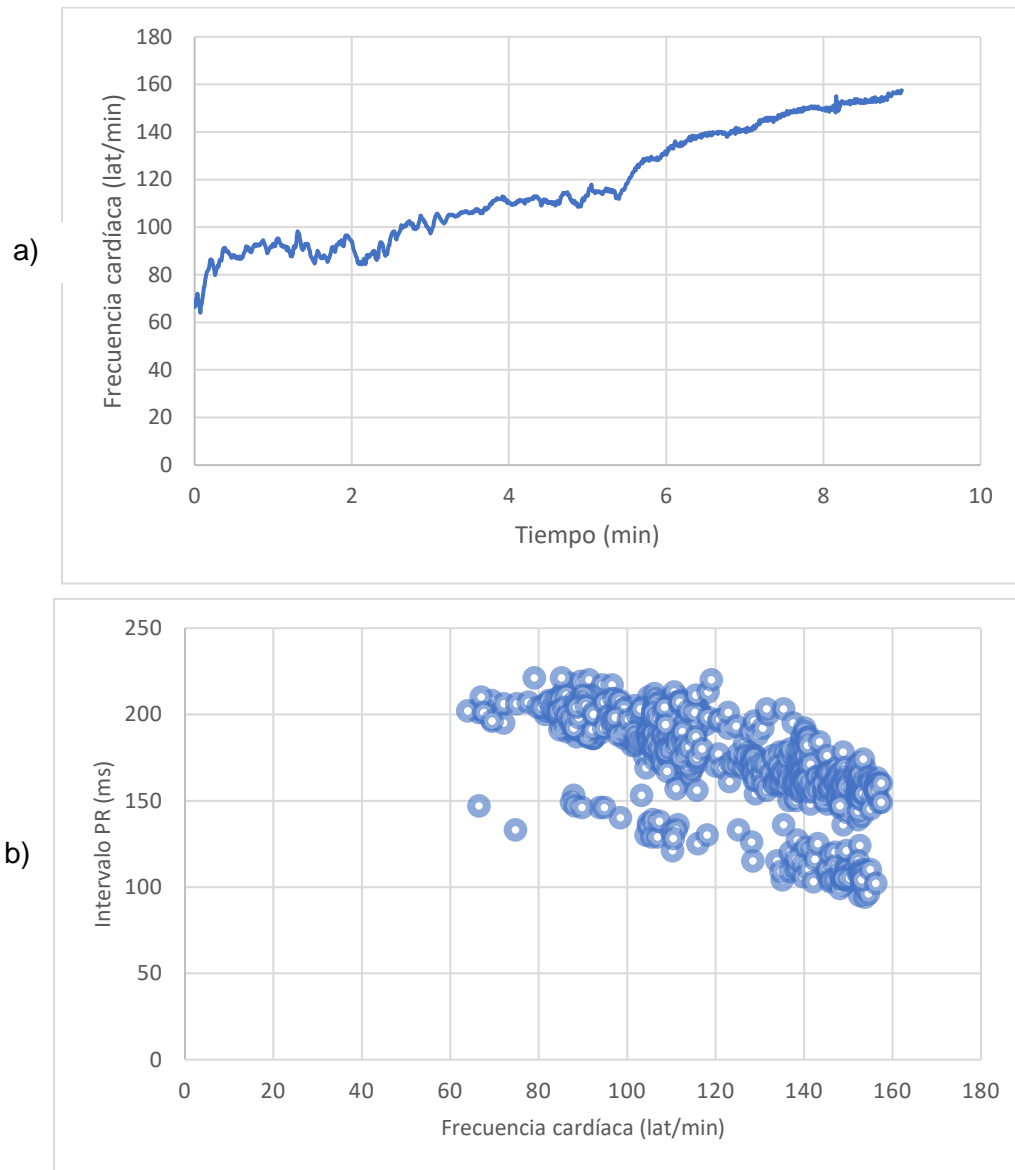 a)
Frecuencia cardíaca (lat/min)
180
160
140
120
100
80
60
40
20
0
0 2 4 6 8 10
Tiempo (min)
b)
Intervalo PR (ms)
250
200
150
100
50
0
0 20 40 60 80 100 120 140 160 180
Frecuencia cardíaca (lat/min)